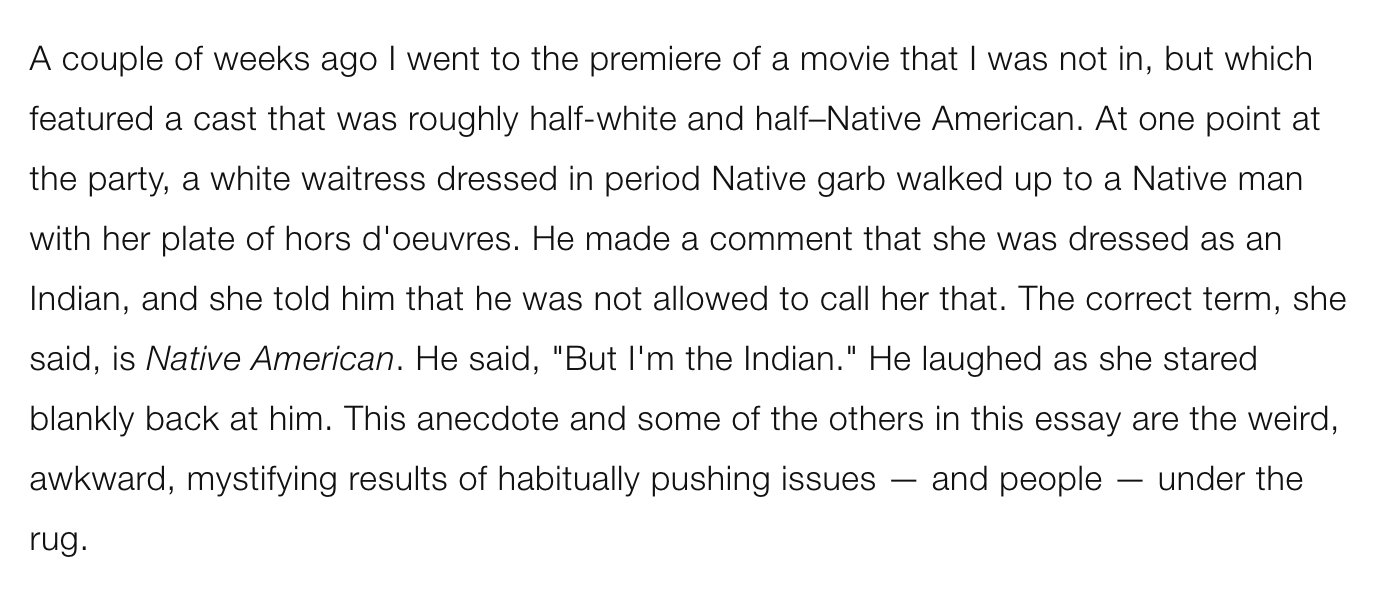 A couple of weeks ago I went to the premiere of a movie that I was not in, but which
featured a cast that was roughly half-white and half–Native American. At one point at
the party, a white waitress dressed in period Native garb walked up to a Native man
with her plate of hors d'oeuvres. He made a comment that she was dressed as an
Indian, and she told him that he was not allowed to call her that. The correct term, she
said, is Native American. He said, "But I'm the Indian." He laughed as she stared
blankly back at him. This anecdote and some of the others in this essay are the weird,
awkward, mystifying results of habitually pushing issues — and people — under the
rug.